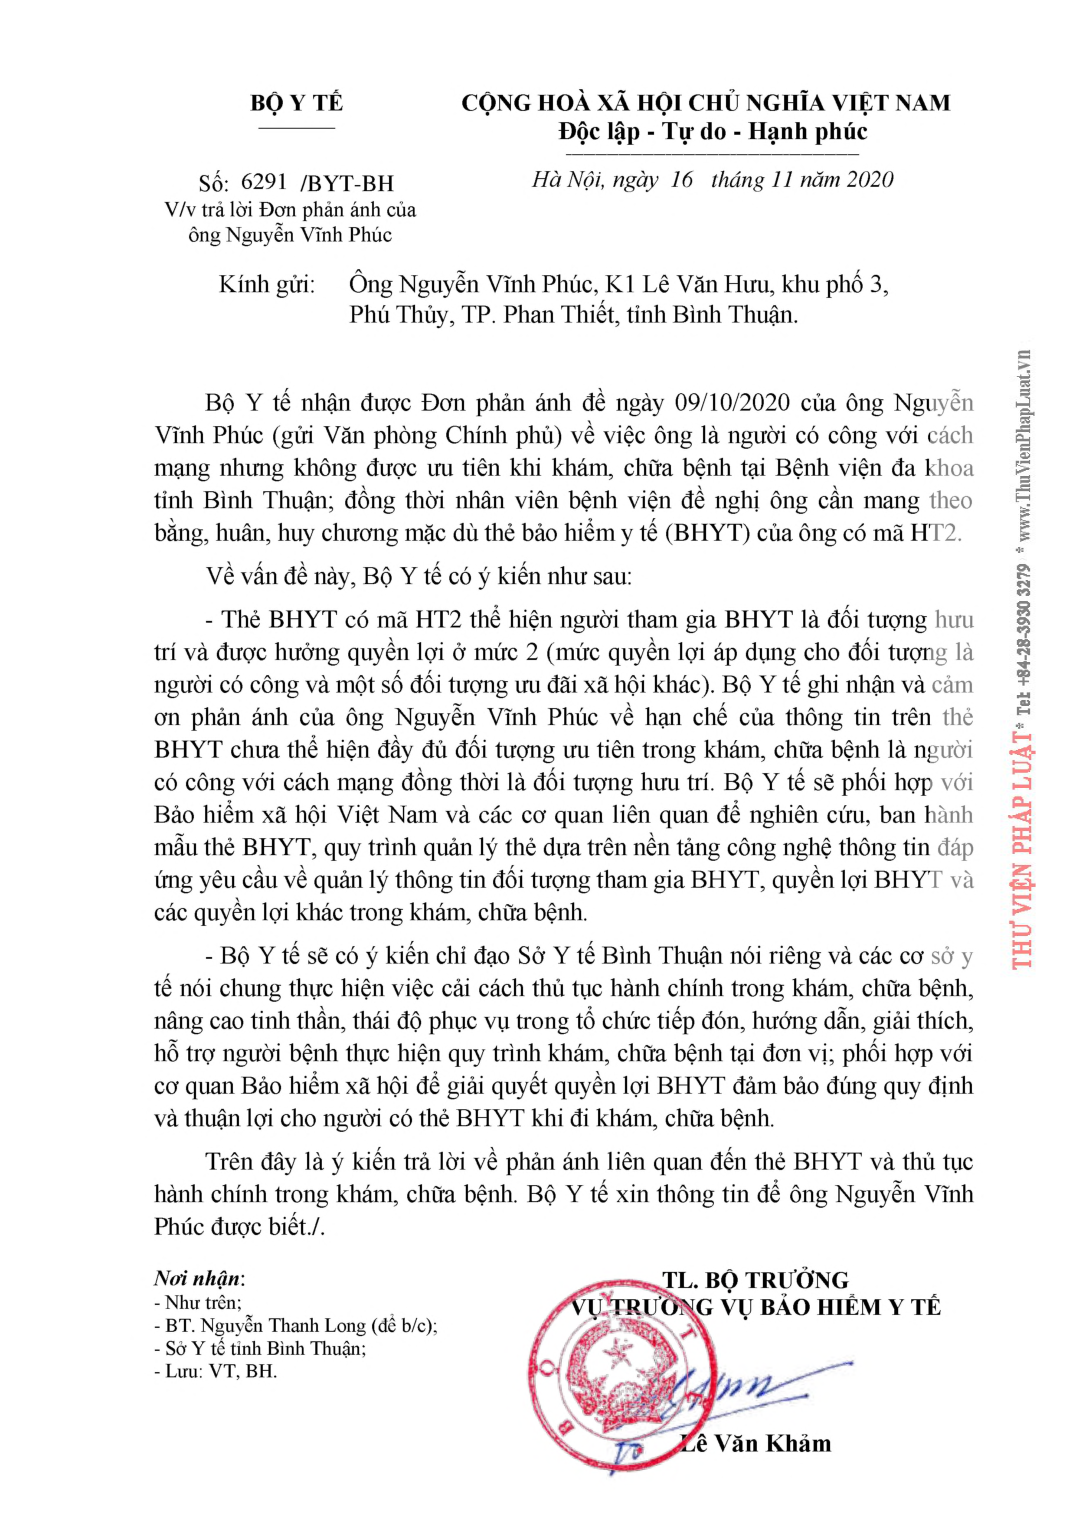 BỘ Y TẾ
CỘNG HOÀ XÃ HỘI CHỦ NGHĨA VIỆT NAM
Độc lập - Tự do - Hạnh phúc
Số: 6291 /BYT-BH
V/v trả lời Đơn phản ánh của
ông Nguyễn Vĩnh Phúc
Hà Nội, ngày 16 tháng 11 năm 2020
Kính gửi: Ông Nguyễn Vĩnh Phúc, K1 Lê Văn Hưu, khu phố 3,
Phú Thủy, TP. Phan Thiết, tỉnh Bình Thuận.
Bộ Y tế nhận được Đơn phản ánh đề ngày 09/10/2020 của ông Nguyễn
Vĩnh Phúc (gửi Văn phòng Chính phủ) về việc ông là người có công với cách
mạng nhưng không được ưu tiên khi khám, chữa bệnh tại Bệnh viện đa khoa
tỉnh Bình Thuận; đồng thời nhân viên bệnh viện đề nghị ông cần mang theo
bằng, huân, huy chương mặc dù thẻ bảo hiểm y tế (BHYT) của ông có mã HT2.
Về vấn đề này, Bộ Y tế có ý kiến như sau:
- Thẻ BHYT có mã HT2 thể hiện người tham gia BHYT là đối tượng hưu
trí và được hưởng quyền lợi ở mức 2 (mức quyền lợi áp dụng cho đối tượng là
người có công và một số đối tượng ưu đãi xã hội khác). Bộ Y tế ghi nhận và cảm
ơn phản ánh của ông Nguyễn Vĩnh Phúc về hạn chế của thông tin trên thẻ
BHYT chưa thể hiện đầy đủ đối tượng ưu tiên trong khám, chữa bệnh là người
có công với cách mạng đồng thời là đối tượng hưu trí. Bộ Y tế sẽ phối hợp với
Bảo hiểm xã hội Việt Nam và các cơ quan liên quan để nghiên cứu, ban hành
mẫu thẻ BHYT, quy trình quản lý thẻ dựa trên nền tảng công nghệ thông tin đáp
ứng yêu cầu về quản lý thông tin đối tượng tham gia BHYT, quyền lợi BHYT và
các quyền lợi khác trong khám, chữa bệnh.
- Bộ Y tế sẽ có ý kiến chỉ đạo Sở Y tế Bình Thuận nói riêng và các cơ sở y
tế nói chung thực hiện việc cải cách thủ tục hành chính trong khám, chữa bệnh,
nâng cao tinh thần, thái độ phục vụ trong tổ chức tiếp đón, hướng dẫn, giải thích,
hỗ trợ người bệnh thực hiện quy trình khám, chữa bệnh tại đơn vị; phối hợp với
cơ quan Bảo hiểm xã hội để giải quyết quyền lợi BHYT đảm bảo đúng quy định
và thuận lợi cho người có thẻ BHYT khi đi khám, chữa bệnh.
Trên đây là ý kiến trả lời về phản ánh liên quan đến thẻ BHYT và thủ tục
hành chính trong khám, chữa bệnh. Bộ Y tế xin thông tin để ông Nguyễn Vĩnh
Phúc được biết./.
Nơi nhận:
- Như trên;
- BT. Nguyễn Thanh Long (để b/c);
- Sở Y tế tỉnh Bình Thuận;
- Lưu: VT, BH.
TL. BỘ TRƯỞNG
VỤ TRƯỞNG VỤ BẢO HIỂM Y TẾ
BỘ Y TẾ
Lê Văn Khảm
THƯ VIỆN PHÁP LUẬT * Tel: +84-28-3930 3279 * www.ThuVienPhapLuat.vn